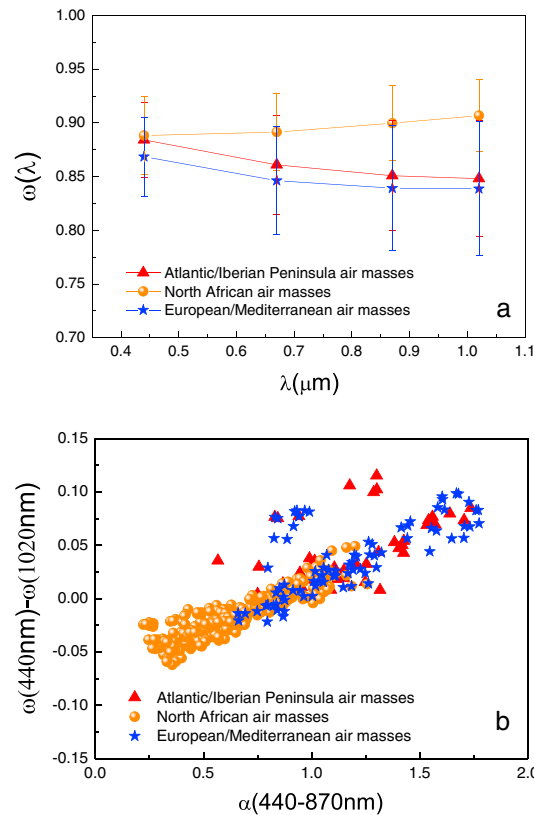 1.00
0.95
0.90
0.85
0.80
0.75
0.70
ω(λ)
Atlantic/Iberian Peninsula air masses
North African air masses
European/Mediterranean air masses
a
0.4 0.5 0.6 0.7 0.8 0.9 1.0 1.1
λ(μm)
0.15
0.10
0.05
0.00
-0.05
-0.10
-0.15
ω(440nm)-ω(1020nm)
Atlantic/Iberian Peninsula air masses
North African air masses
European/Mediterranean air masses
b
0.0 0.5 1.0 1.5 2.0
α(440-870nm)